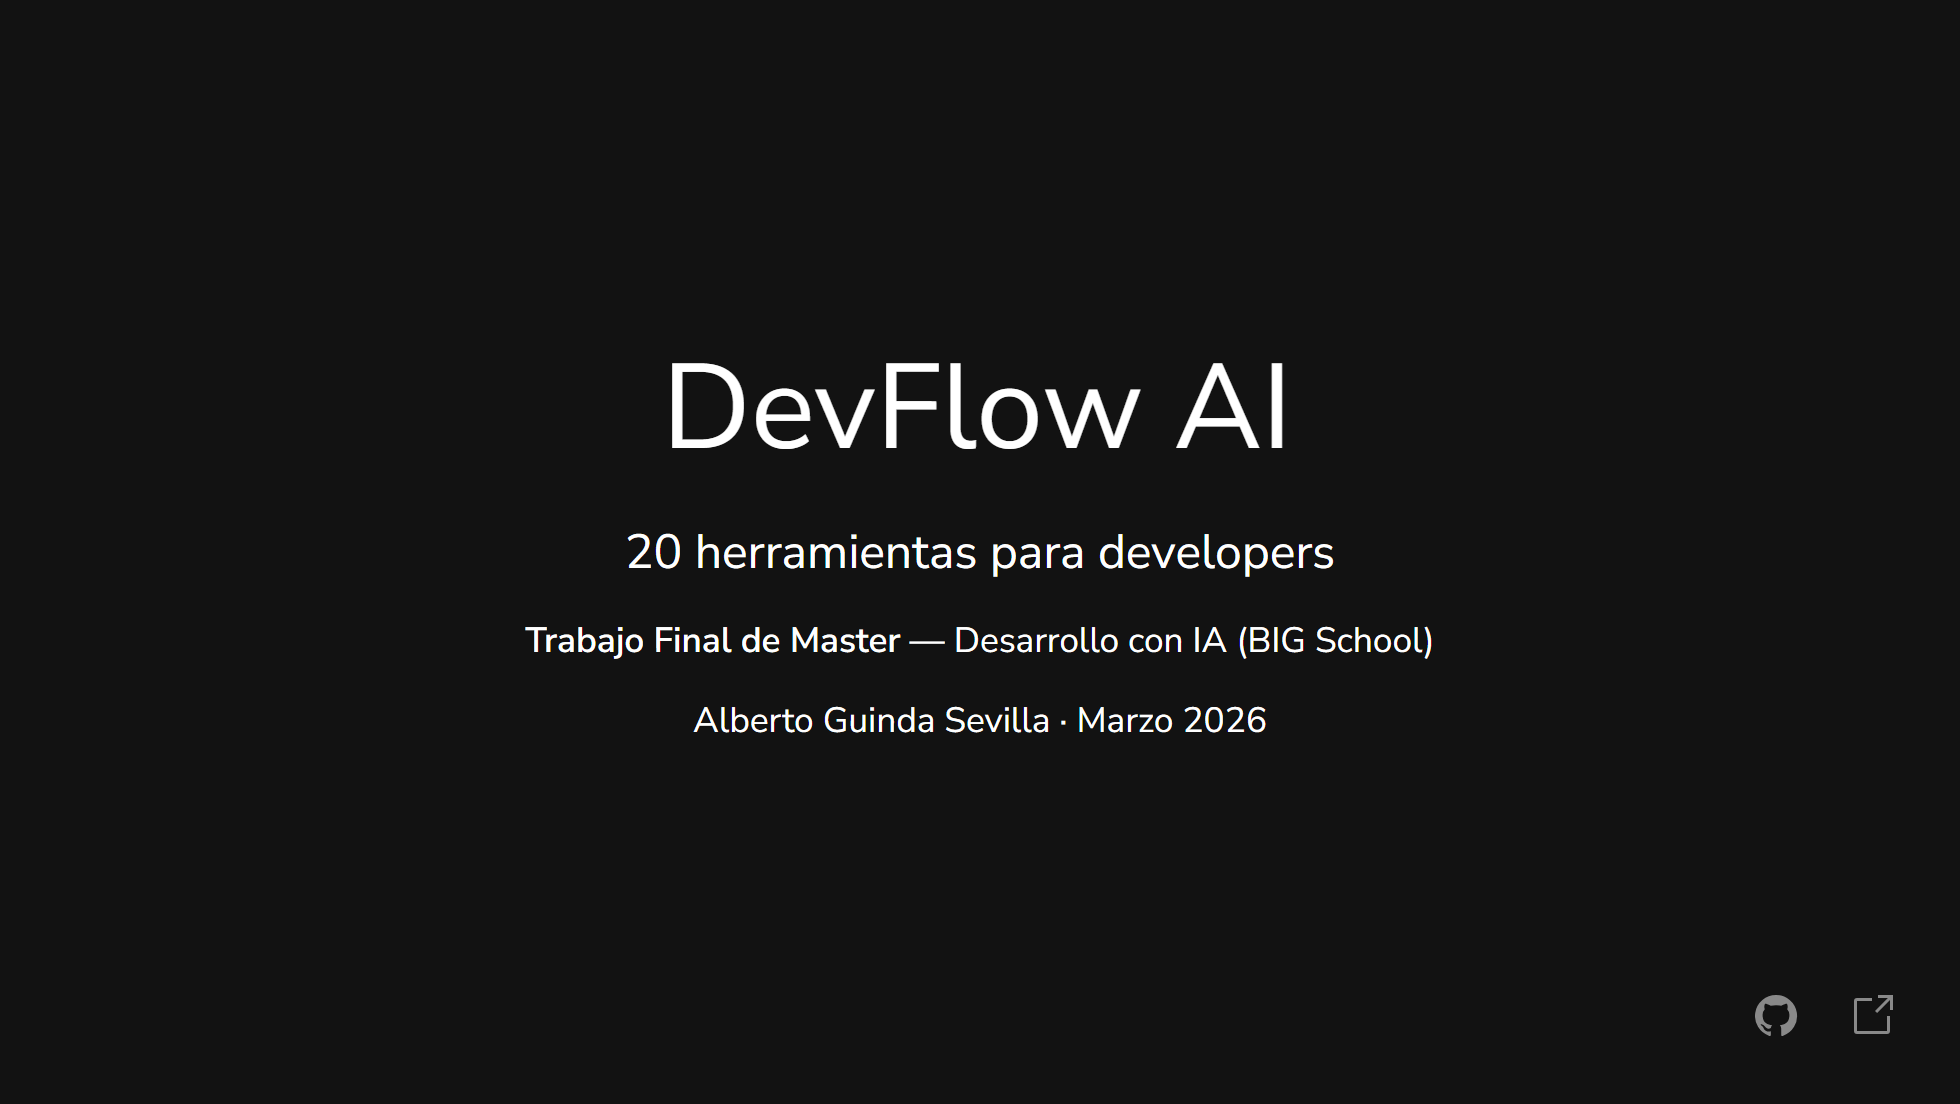 DevFlow AI
20 herramientas para developers
Trabajo Final de Master — Desarrollo con IA (BIG School)
Alberto Guinda Sevilla · Marzo 2026